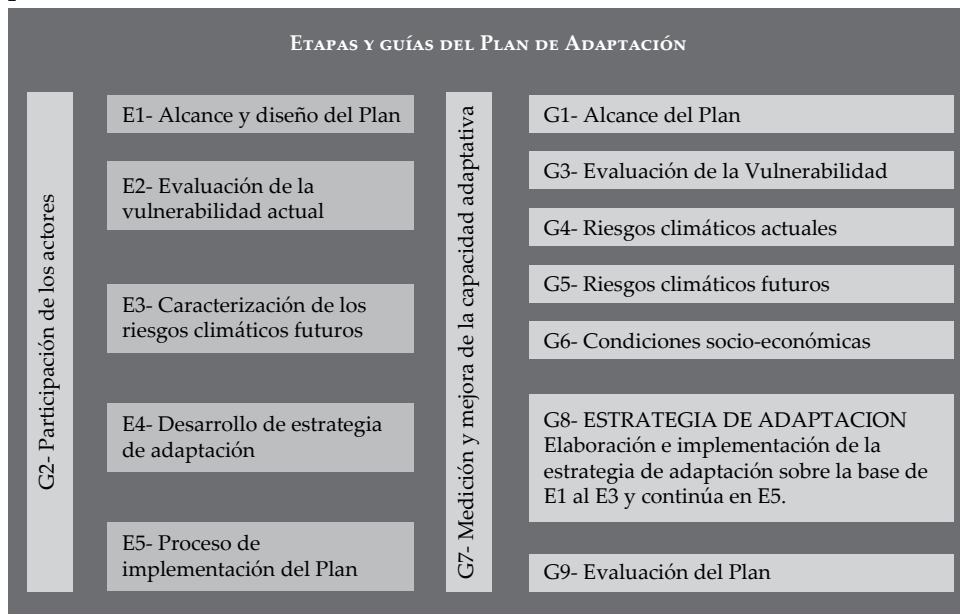 Etapas y guías del Plan de Adaptación
G2- Participación de los actores
E1- Alcance y diseño del Plan
E2- Evaluación de la
vulnerabilidad actual
E3- Caracterización de los
riesgos climáticos futuros
E4- Desarrollo de estrategia
de adaptación
E5- Proceso de
implementación del Plan
G7- Medición y mejora de la capacidad adaptativa
G1- Alcance del Plan
G3- Evaluación de la Vulnerabilidad
G4- Riesgos climáticos actuales
G5- Riesgos climáticos futuros
G6- Condiciones socio-económicas
G8- ESTRATEGIA DE ADAPTACION
Elaboración e implementación de la
estrategia de adaptación sobre la base de
E1 al E3 y continúa en E5.
G9- Evaluación del Plan